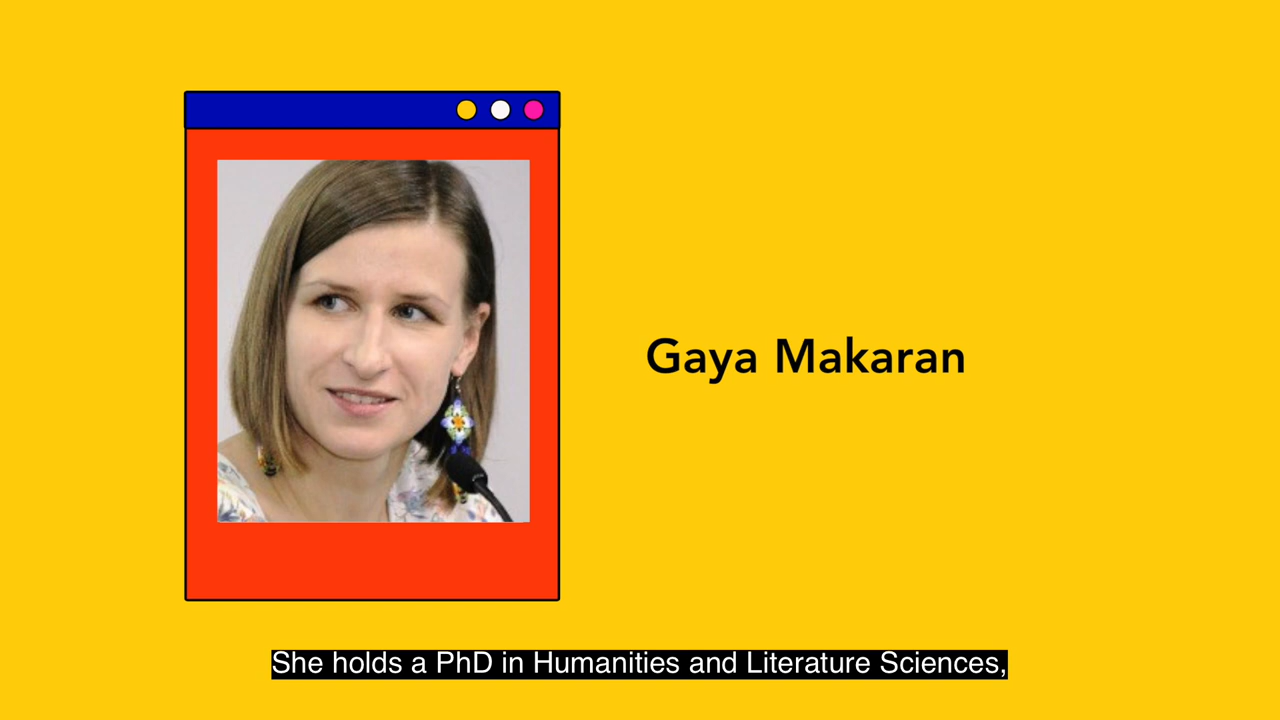 Gaya Makaran
She holds a PhD in Humanities and Literature Sciences,